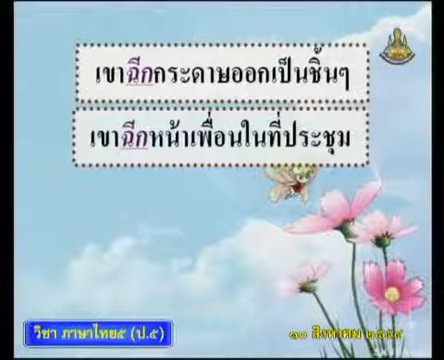 เขาฉีกกระดาษออกเป็นชิ้นๆ
เขาฉีกหน้าเพื่อนในที่ประชุม
วิชา ภาษาไทย๕ (ป.๕)
๑๐ สิงหาคม ๒๕๕๔